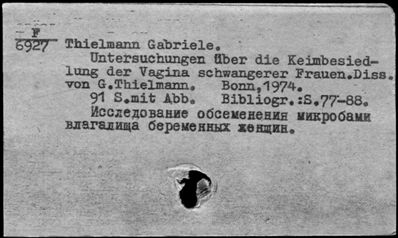 F
6927
Thielmann Gabriele.
Untersuchungen über die Keimbesied-
lung der Vagina schwangerer Frauen.Diss.
von G.Thielmann. Bonn,1974.
91 S.mit Abb. Bibliogr.:S.77-88.
Исследование обсеменения микробами
влагалища беременных женщин.